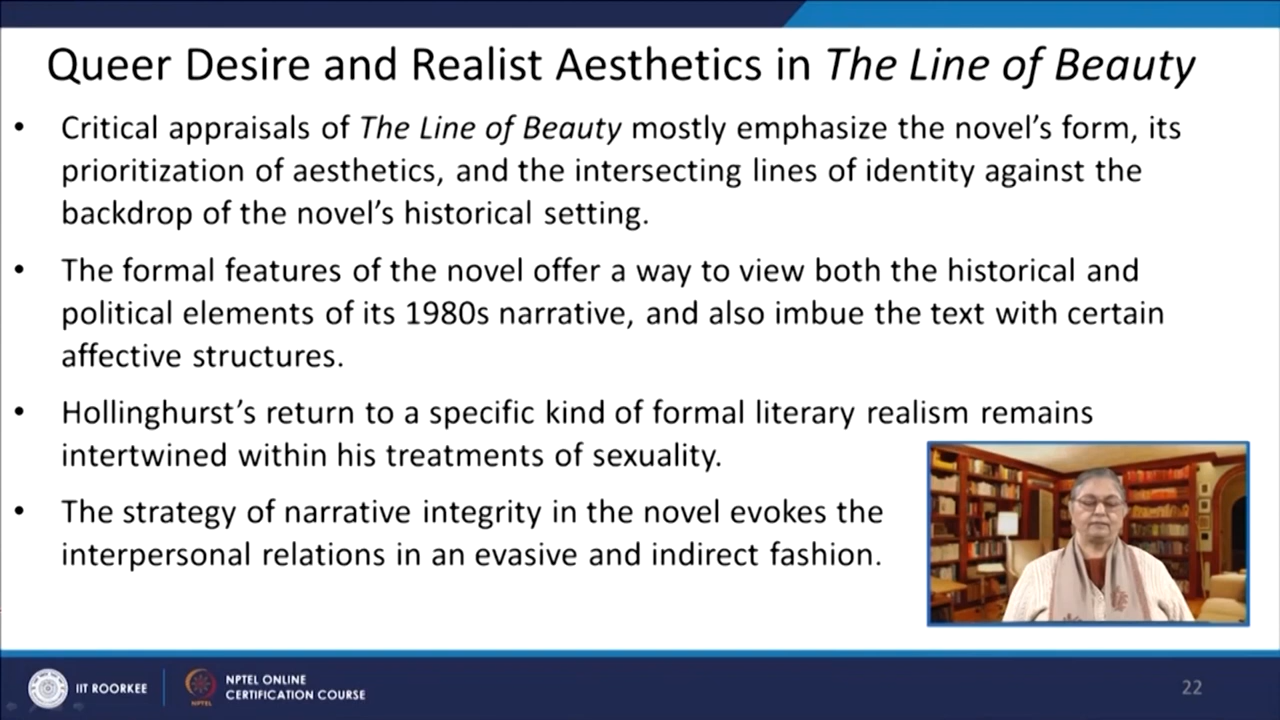 Queer Desire and Realist Aesthetics in The Line of Beauty
• Critical appraisals of The Line of Beauty mostly emphasize the novel's form, its
prioritization of aesthetics, and the intersecting lines of identity against the
backdrop of the novel's historical setting.
• The formal features of the novel offer a way to view both the historical and
political elements of its 1980s narrative, and also imbue the text with certain
affective structures.
• Hollinghurst's return to a specific kind of formal literary realism remains
intertwined within his treatments of sexuality.
• The strategy of narrative integrity in the novel evokes the
interpersonal relations in an evasive and indirect fashion.
IIT ROORKEE
NPTEL
NPTEL ONLINE
CERTIFICATION COURSE
22